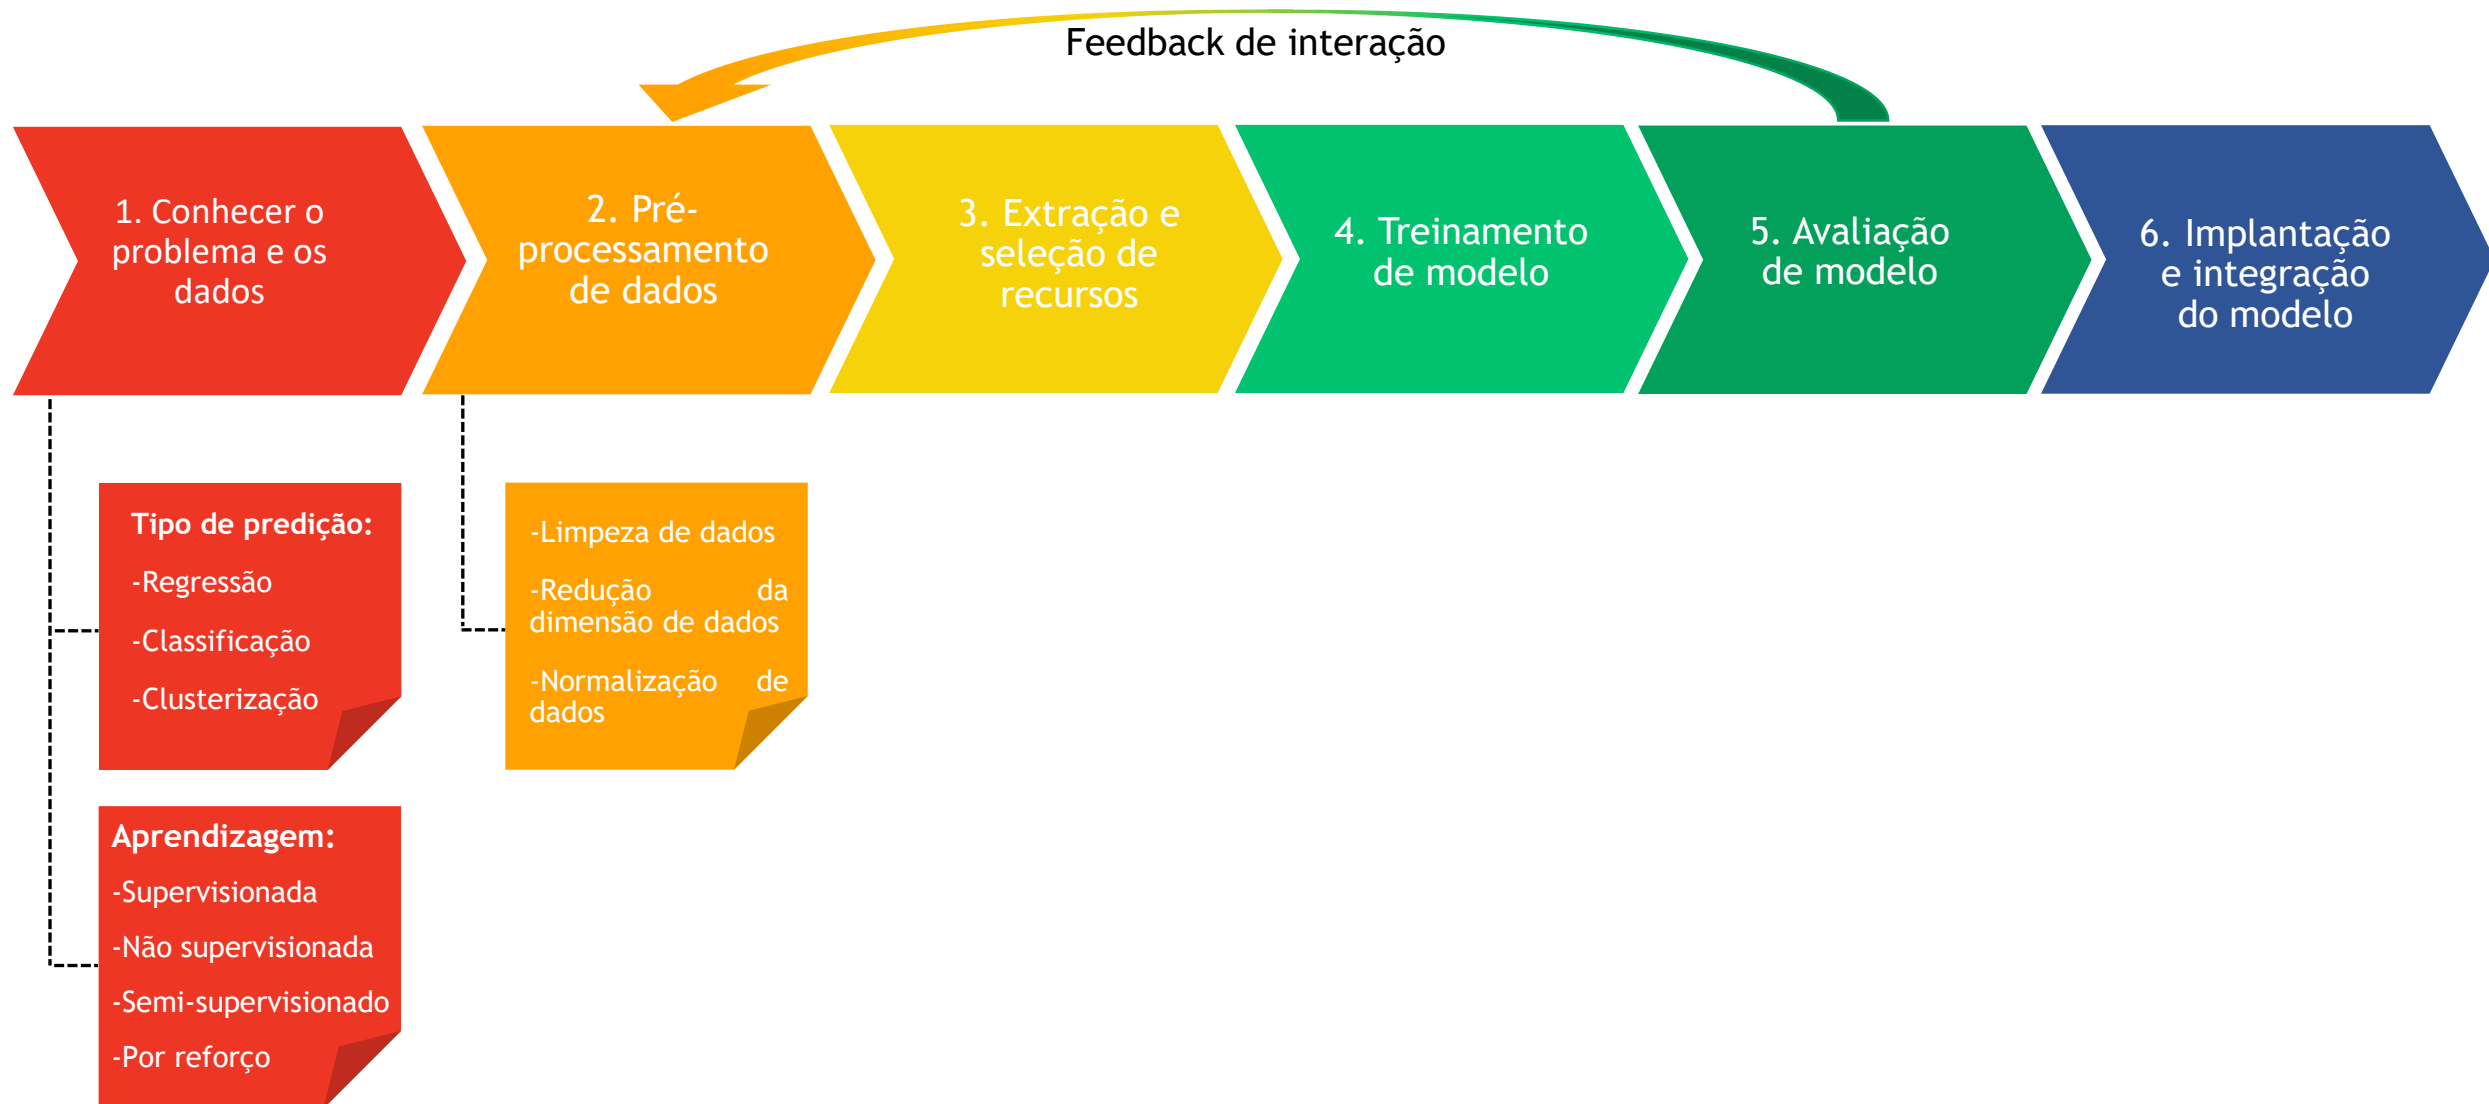 Feedback de interação
1. Conhecer o
problema e os
dados
2. Pré-
processamento
de dados
3. Extração e
seleção de
recursos
4. Treinamento
de modelo
5. Avaliação
de modelo
6. Implantação
e integração
do modelo
Tipo de predição:
-Regressão
-Classificação
-Clusterização
-Limpeza de dados
-Redução da
dimensão de dados
-Normalização de
dados
Aprendizagem:
-Supervisionada
-Não supervisionada
-Semi-supervisionado
-Por reforço